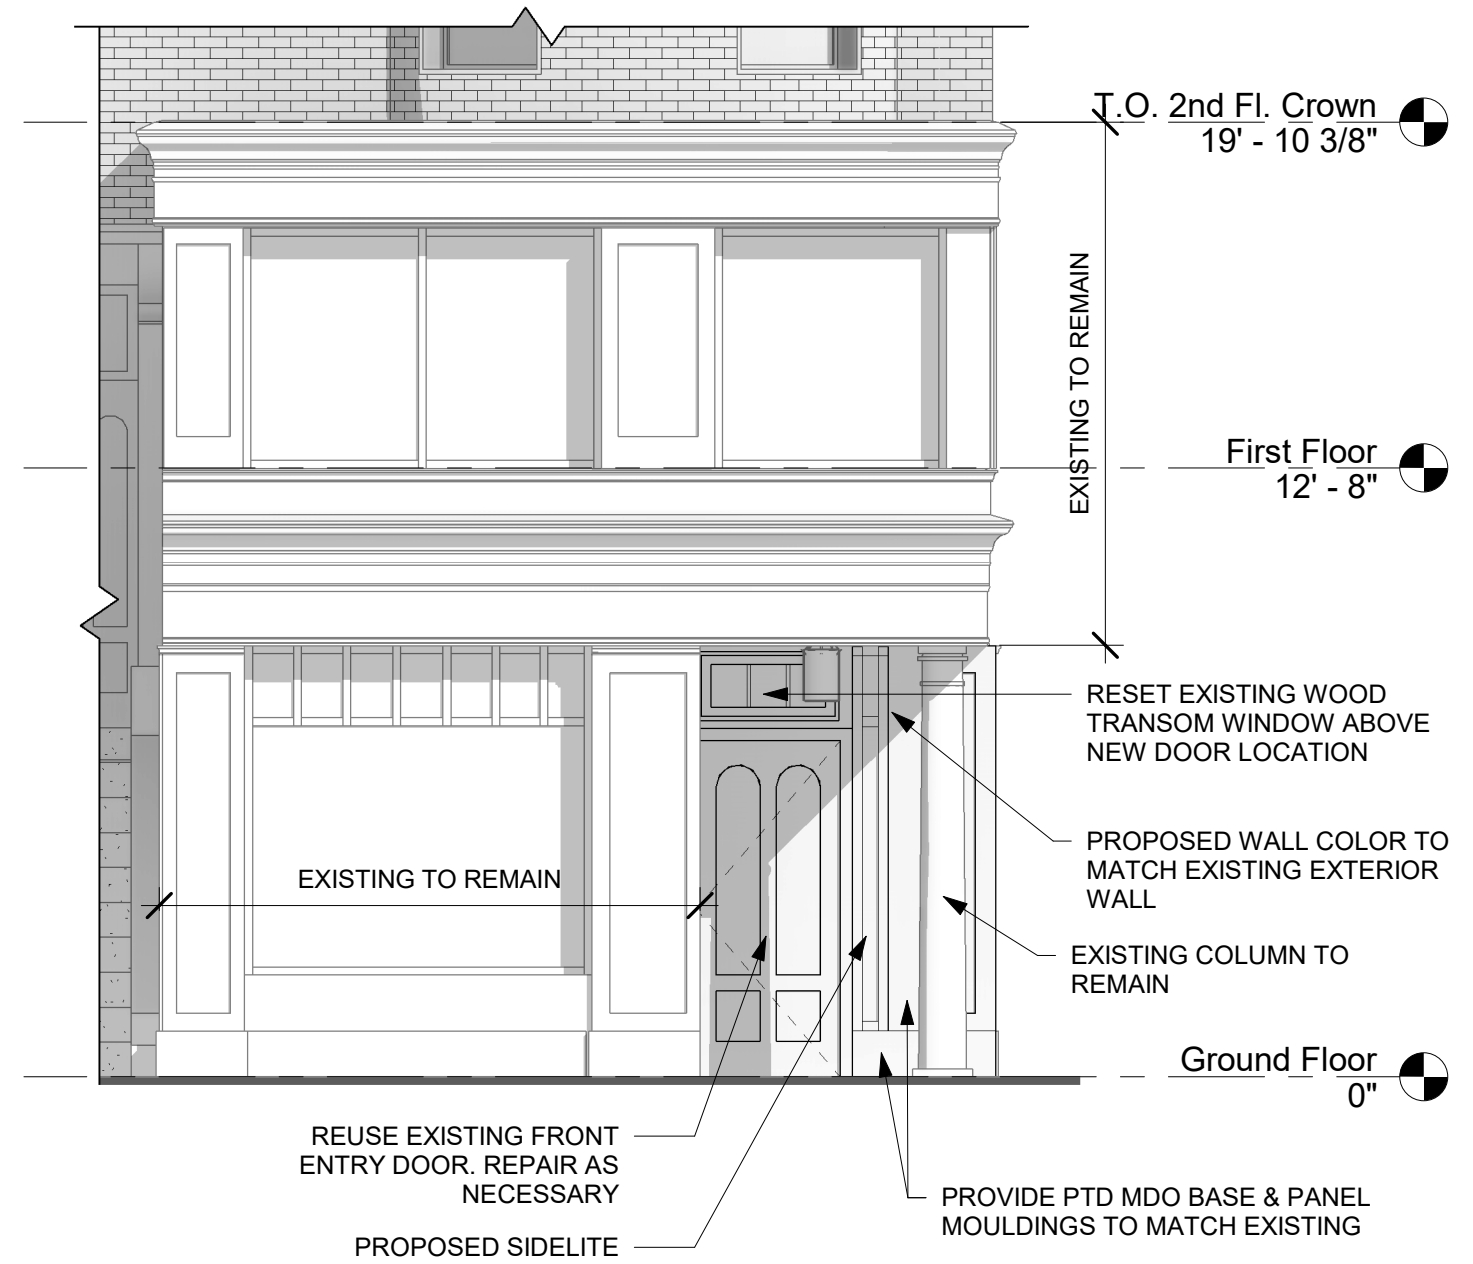 T.O. 2nd Fl. Crown
19' - 10 3/8"
EXISTING TO REMAIN
First Floor
12' - 8"
RESET EXISTING WOOD
TRANSOM WINDOW ABOVE
NEW DOOR LOCATION
PROPOSED WALL COLOR TO
MATCH EXISTING EXTERIOR
WALL
EXISTING TO REMAIN
EXISTING COLUMN TO
REMAIN
Ground Floor
0"
REUSE EXISTING FRONT
ENTRY DOOR. REPAIR AS
NECESSARY
PROPOSED SIDELITE
PROVIDE PTD MDO BASE & PANEL
MOULDINGS TO MATCH EXISTING